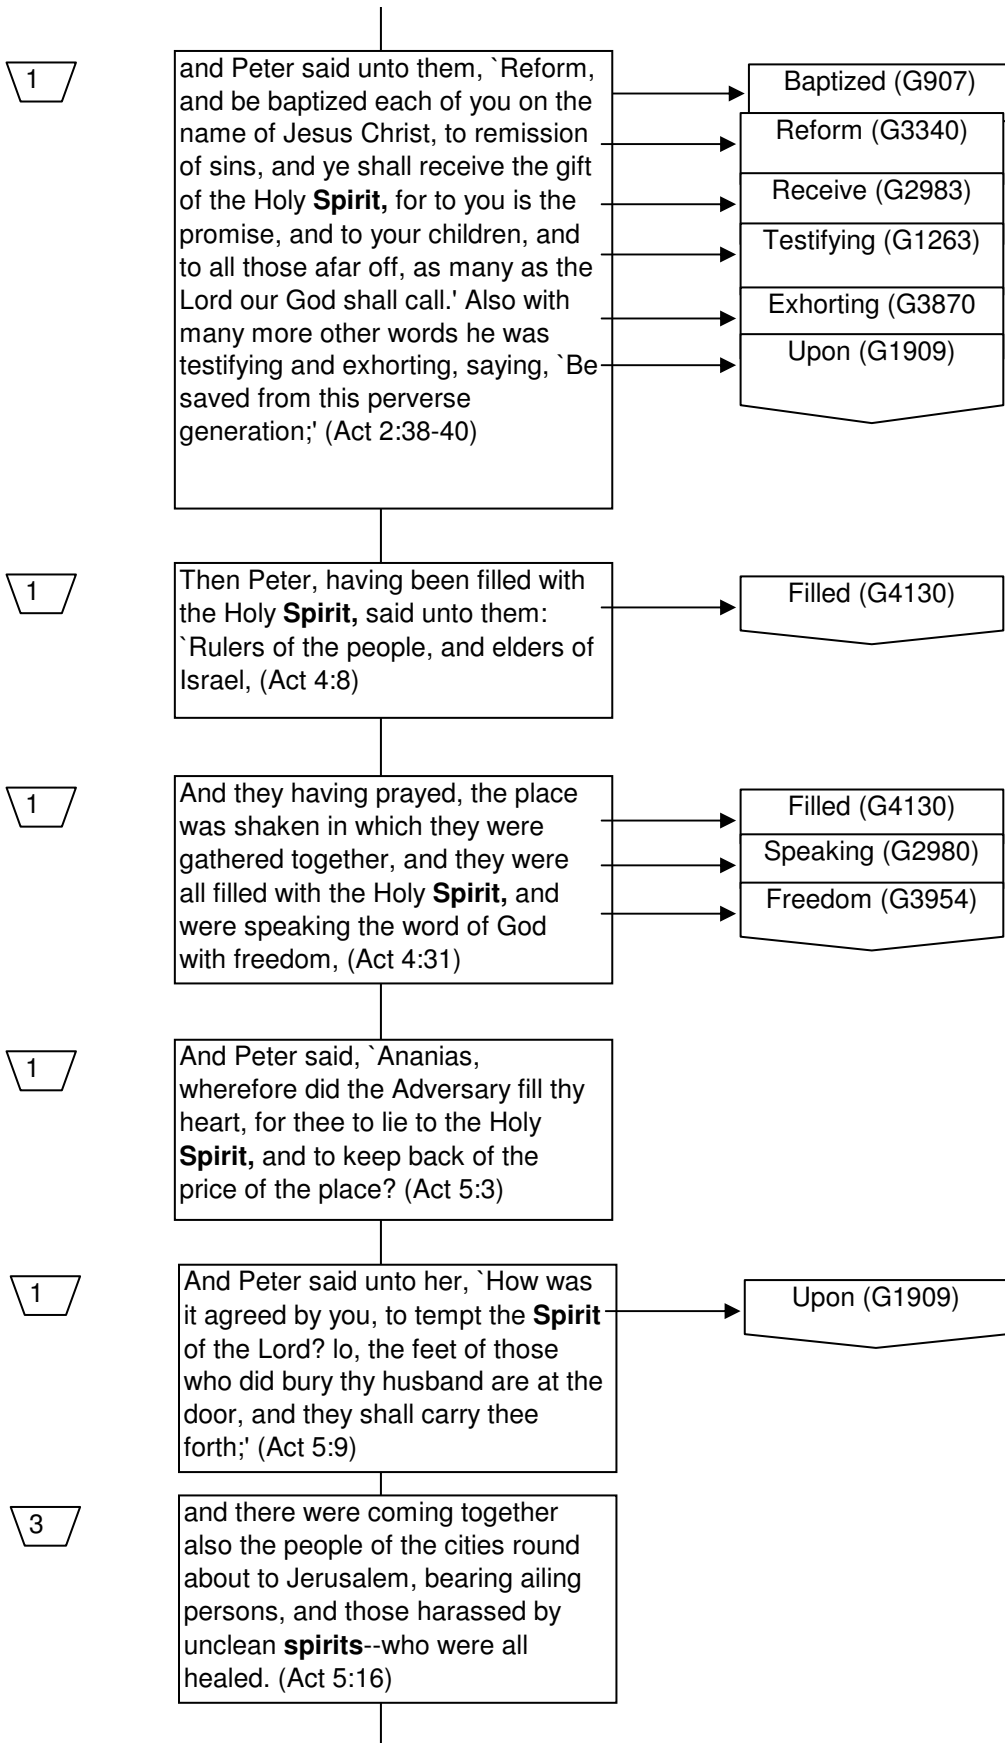 1
and Peter said unto them, `Reform,
and be baptized each of you on the
name of Jesus Christ, to remission
of sins, and ye shall receive the gift
of the Holy Spirit, for to you is the
promise, and to your children, and
to all those afar off, as many as the
Lord our God shall call.' Also with
many more other words he was
testifying and exhorting, saying, `Be
saved from this perverse
generation;' (Act 2:38-40)
Baptized (G907)
Reform (G3340)
Receive (G2983)
Testifying (G1263)
Exhorting (G3870
Upon (G1909)
1
Then Peter, having been filled with
the Holy Spirit, said unto them:
`Rulers of the people, and elders of
Israel, (Act 4:8)
Filled (G4130)
1
And they having prayed, the place
was shaken in which they were
gathered together, and they were
all filled with the Holy Spirit, and
were speaking the word of God
with freedom, (Act 4:31)
Filled (G4130)
Speaking (G2980)
Freedom (G3954)
1
And Peter said, `Ananias,
wherefore did the Adversary fill thy
heart, for thee to lie to the Holy
Spirit, and to keep back of the
price of the place? (Act 5:3)
1
And Peter said unto her, `How was
it agreed by you, to tempt the Spirit
of the Lord? lo, the feet of those
who did bury thy husband are at the
door, and they shall carry thee
forth;' (Act 5:9)
Upon (G1909)
3
and there were coming together
also the people of the cities round
about to Jerusalem, bearing ailing
persons, and those harassed by
unclean spirits--who were all
healed. (Act 5:16)